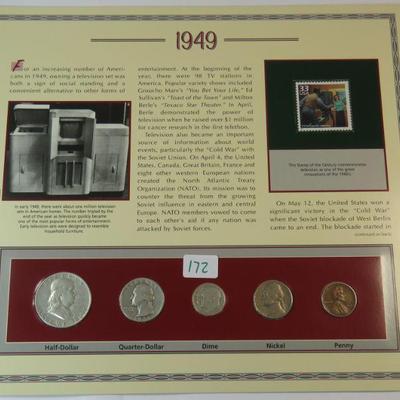 1949
For an increasing number of Ameri-
cans in 1949, owning a television set was
both a sign of social standing and a
convenient alternative to other forms of
In early 1949, there were about one million television
sets in American homes. The number tripled by the
end of the year as television quickly became
one of the most popular forms of entertainment.
Early television sets were designed to resemble
household furniture.
entertainment. At the beginning of the
year, there were 98 TV stations in
America. Popular variety shows included
Groucho Marx's "You Bet Your Life," Ed
Sullivan's "Toast of the Town" and Milton
Berle's "Texaco Star Theater." In April,
Berle demonstrated the power of
television when he raised over $1 million
for cancer research in the first telethon.
Television also became an important
source of information about world
events, particularly the "Cold War" with
the Soviet Union. On April 4, the United
States, Canada, Great Britain, France and
eight other western European nations
created the North Atlantic Treaty
Organization (NATO). Its mission was to
counter the threat from the growing
Soviet influence in eastern and central
Europe. NATO members vowed to come
to each other's aid if any nation was
attacked by Soviet forces.
33
This Stamp of the Century commemorates
television as one of the great
innovations of the 1940s.
On May 12, the United States won a
significant victory in the "Cold War"
when the Soviet blockade of West Berlin
came to an end. The blockade started in
(continued on back)
172
Half-Dollar
Quarter-Dollar
Dime
Nickel
Penny